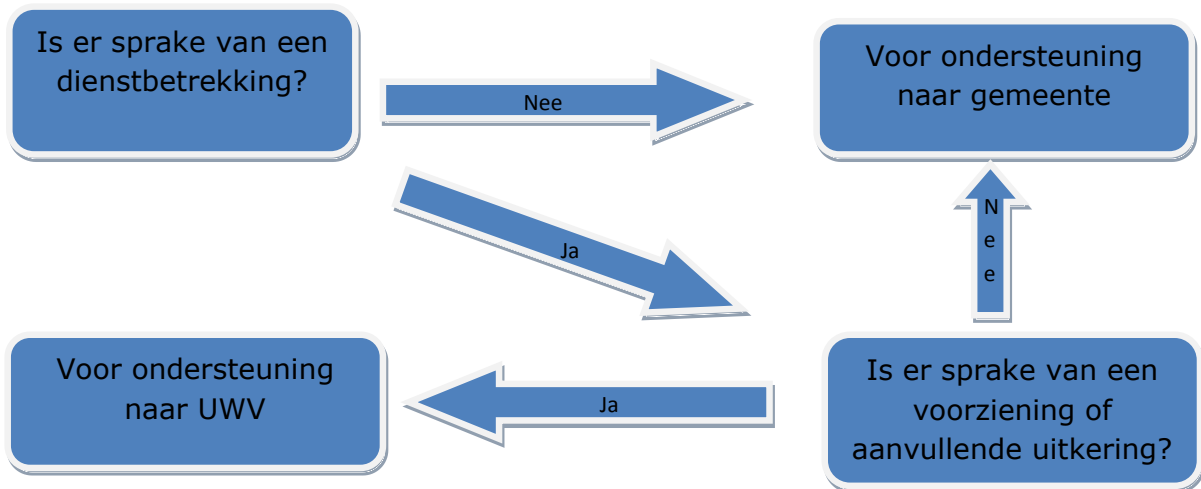 Is er sprake van een
dienstbetrekking?
Nee
Voor ondersteuning
naar gemeente
Ja
N
e
e
Voor ondersteuning
naar UWV
Ja
Is er sprake van een
voorziening of
aanvullende uitkering?